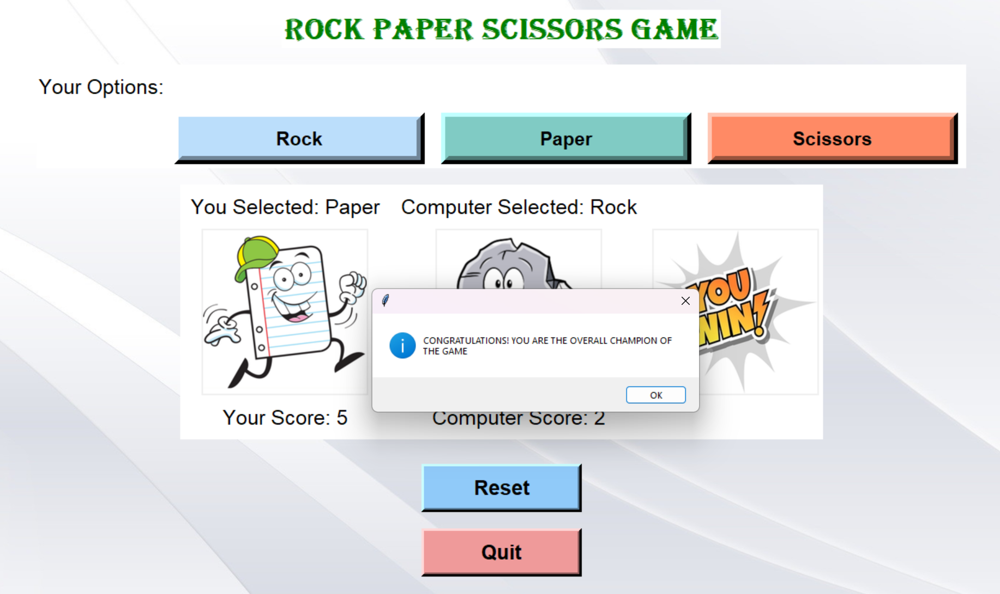 ROCK PAPER SCISSORS GAME
Your Options:
Rock
Paper
Scissors
You Selected: Paper
Computer Selected: Rock
YOU
WIN!
CONGRATULATIONS! YOU ARE THE OVERALL CHAMPION OF
THE GAME
OK
Your Score: 5
Computer Score: 2
Reset
Quit